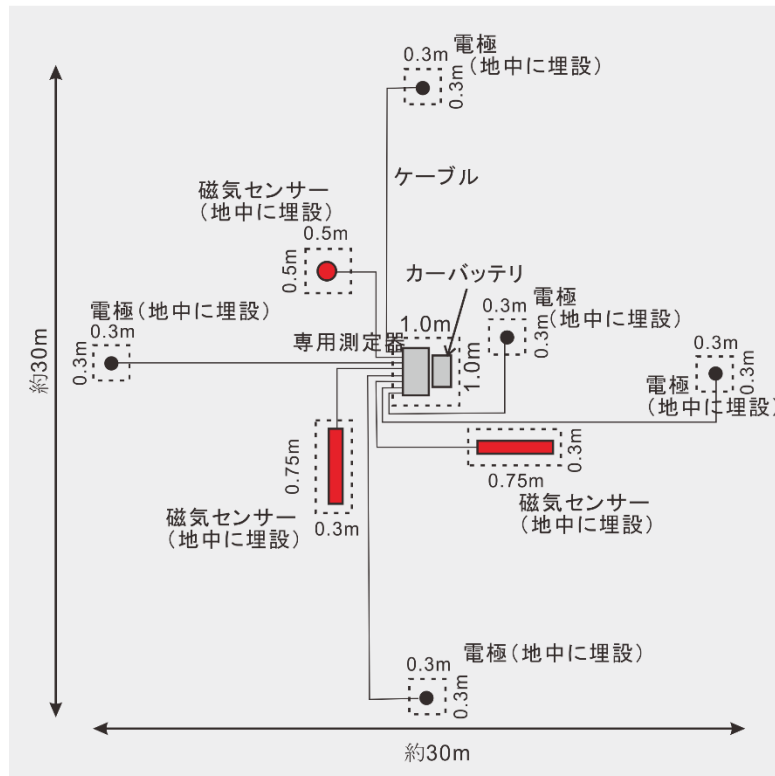 電極
(地中に埋設)
0.3m
0.3m
ケーブル
磁気センサー
(地中に埋設)
0.5m
0.5m
カーバッテリ
電極(地中に埋設)
0.3m
0.3m
専用測定器
1.0m
1.0m
電極
(地中に埋設)
0.3m
0.3m
0.3m
0.3m
電極
(地中に埋設)
約30m
0.75m
0.3m
磁気センサー
(地中に埋設)
0.3m
0.75m
磁気センサー
(地中に埋設)
電極(地中に埋設)
0.3m
0.3m
約30m